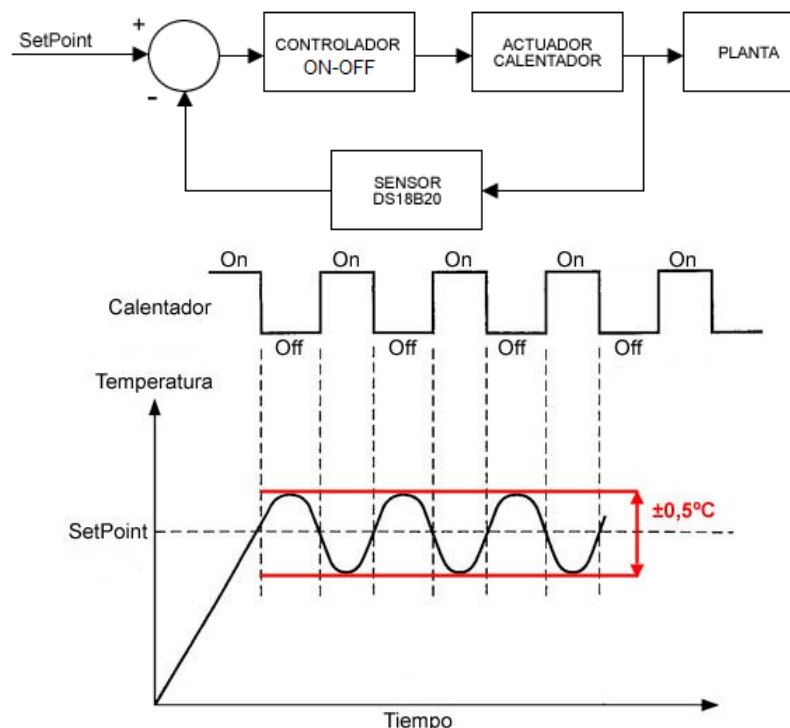 +
SetPoint
-
CONTROLADOR
ON-OFF
ACTUADOR
CALENTADOR
PLANTA
SENSOR
DS18B20
On On On On On
Calentador
Off Off Off Off
Temperatura
±0,5ºC
SetPoint
Tiempo